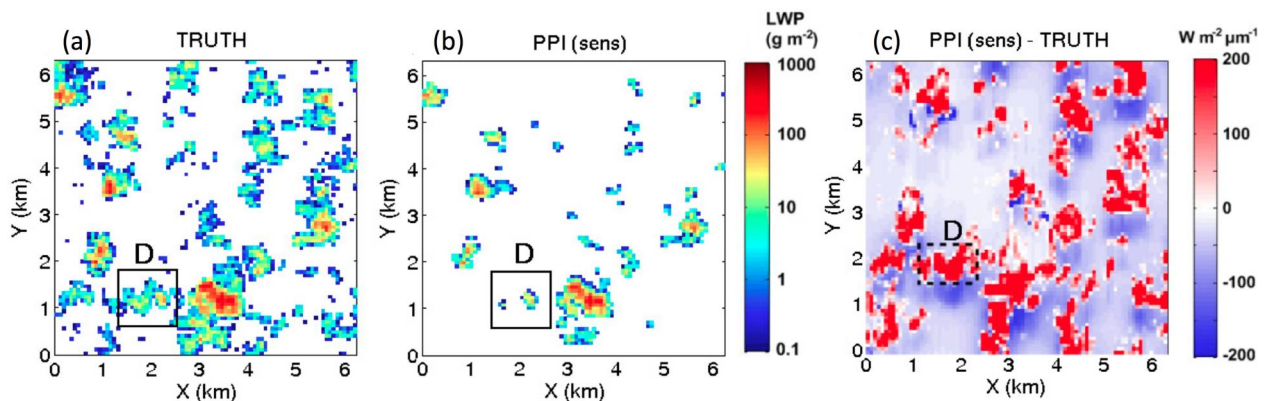 (a)
TRUTH
6
5
4
3
2
1
0
Y (km)
D
0 1 2 3 4 5 6
X (km)
(b)
PPI (sens)
6
5
4
3
2
1
0
Y (km)
D
0 1 2 3 4 5 6
X (km)
LWP
(g m⁻²)
1000
100
10
1
0.1
(c)
PPI (sens) - TRUTH
6
5
4
3
2
1
0
Y (km)
D
0 1 2 3 4 5 6
X (km)
W m⁻² µm⁻¹
200
100
0
-100
-200